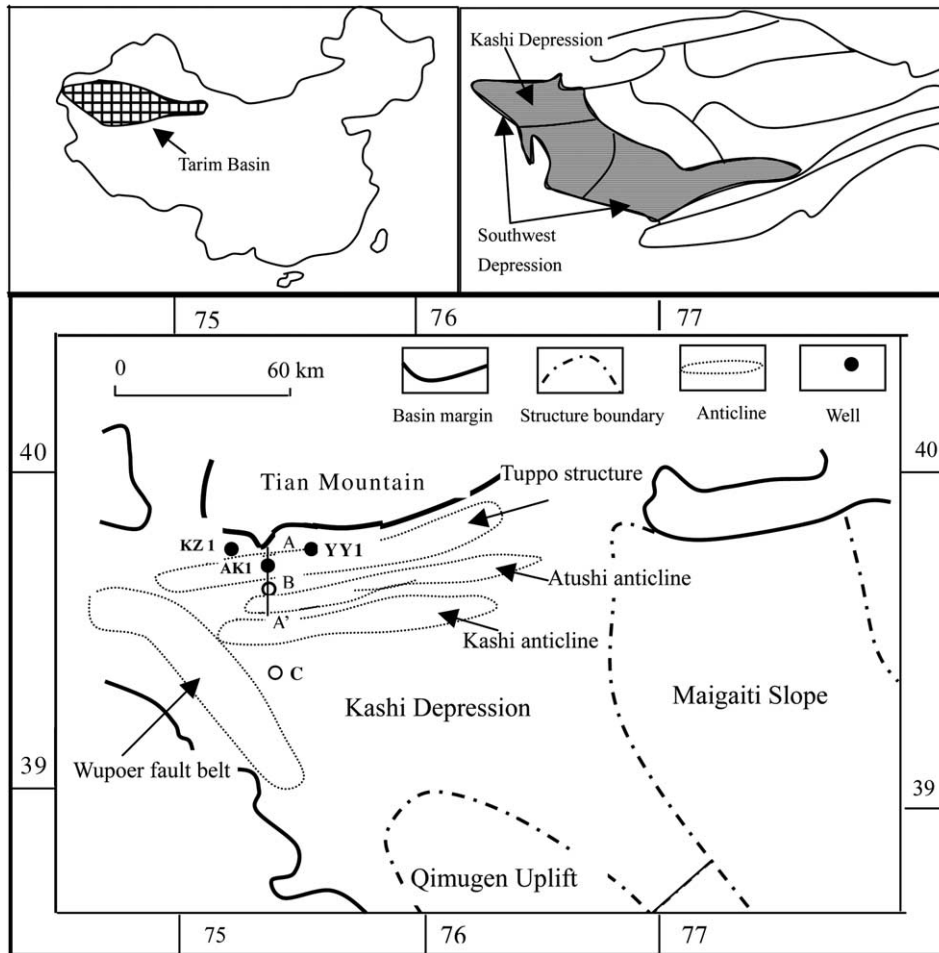 Tarim Basin
Kashi Depression
Southwest
Depression
75
76
77
0
60 km
Basin margin
Structure boundary
Anticline
Well
40
40
Tian Mountain
Tuppo structure
KZ 1
A
YY1
AK1
B
Atushi anticline
A'
Kashi anticline
C
Kashi Depression
Maigaiti Slope
Wupoer fault belt
39
39
Qimugen Uplift
75
76
77